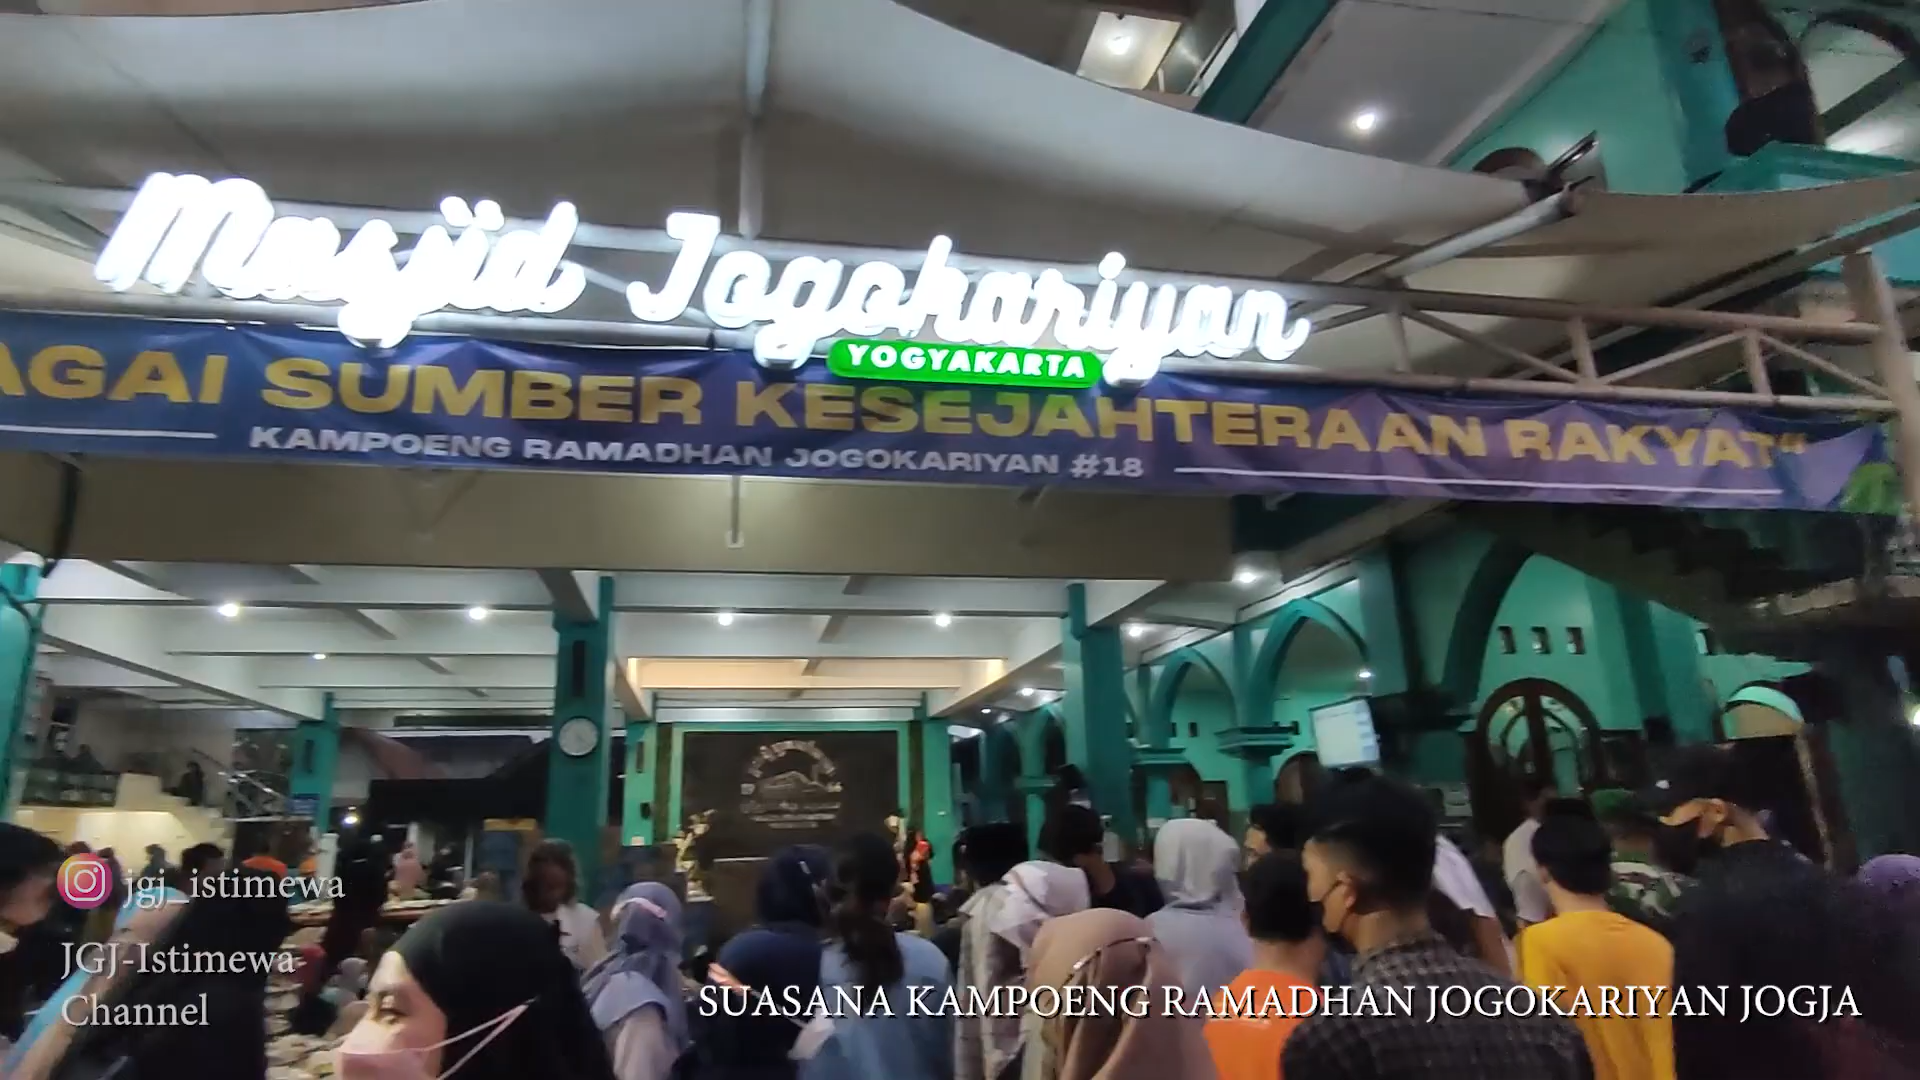 Masjid Jogokariyan
YOGYAKARTA
AGAI SUMBER KESEJAHTERAAN RAKYAT"
KAMPOENG RAMADHAN JOGOKARIYAN #18
jgj_istimewa
JGJ-Istimewa
Channel
SUASANA KAMPOENG RAMADHAN JOGOKARIYAN JOGJA